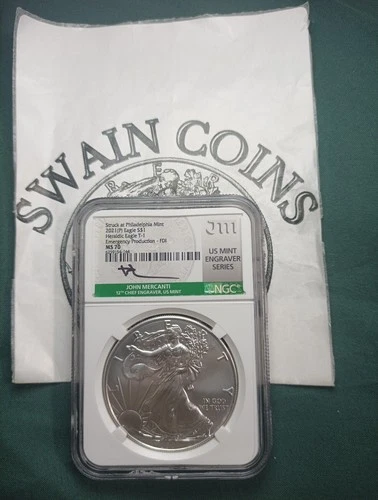 SWAIN COINS
Struck at Philadelphia Mint
2021(P) Eagle S$1
Heraldic Eagle T-1
Emergency Production - FDI
MS 70
JM
US MINT
ENGRAVER
SERIES
JOHN MERCANTI
12TH CHIEF ENGRAVER, US MINT
NGC
LIBERTY
IN GOD
WE TRUST